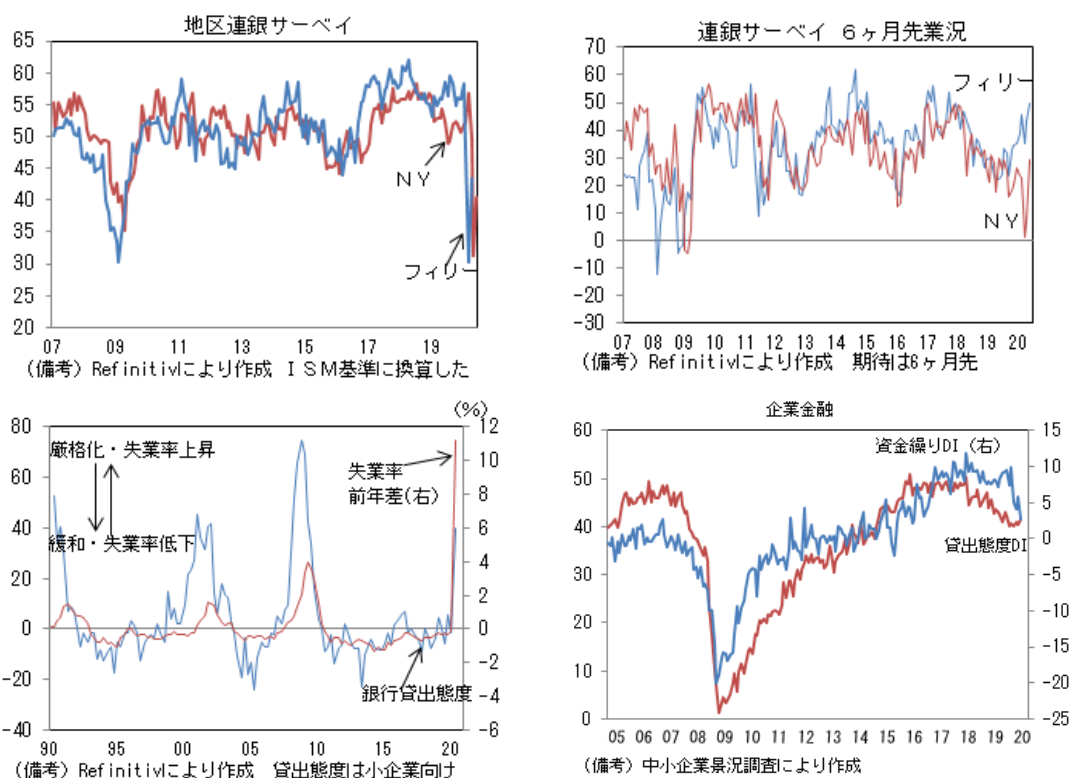 地区連銀サーベイ
65
60
55
50
45
40
35
30
25
20
NY
フィリー
07 09 11 13 15 17 19
(備考) Refinitivにより作成 ISM基準に換算した
連銀サーベイ 6ヶ月先業況
70
60
50
40
30
20
10
0
-10
-20
-30
フィリー
NY
07 08 09 10 11 12 13 14 15 16 17 18 19 20
(備考) Refinitivにより作成 期待は6ヶ月先
(%)
80
60
40
20
0
-20
-40
12
10
8
6
4
2
0
-2
-4
-6
厳格化・失業率上昇
緩和・失業率低下
失業率
前年差(右)
銀行貸出態度
90 95 00 05 10 15 20
(備考) Refinitivにより作成 貸出態度は小企業向け
企業金融
60
50
40
30
20
10
0
15
10
5
0
-5
-10
-15
-20
-25
資金繰りDI (右)
貸出態度DI
05 06 07 08 09 10 11 12 13 14 15 16 17 18 19 20
(備考) 中小企業景況調査により作成